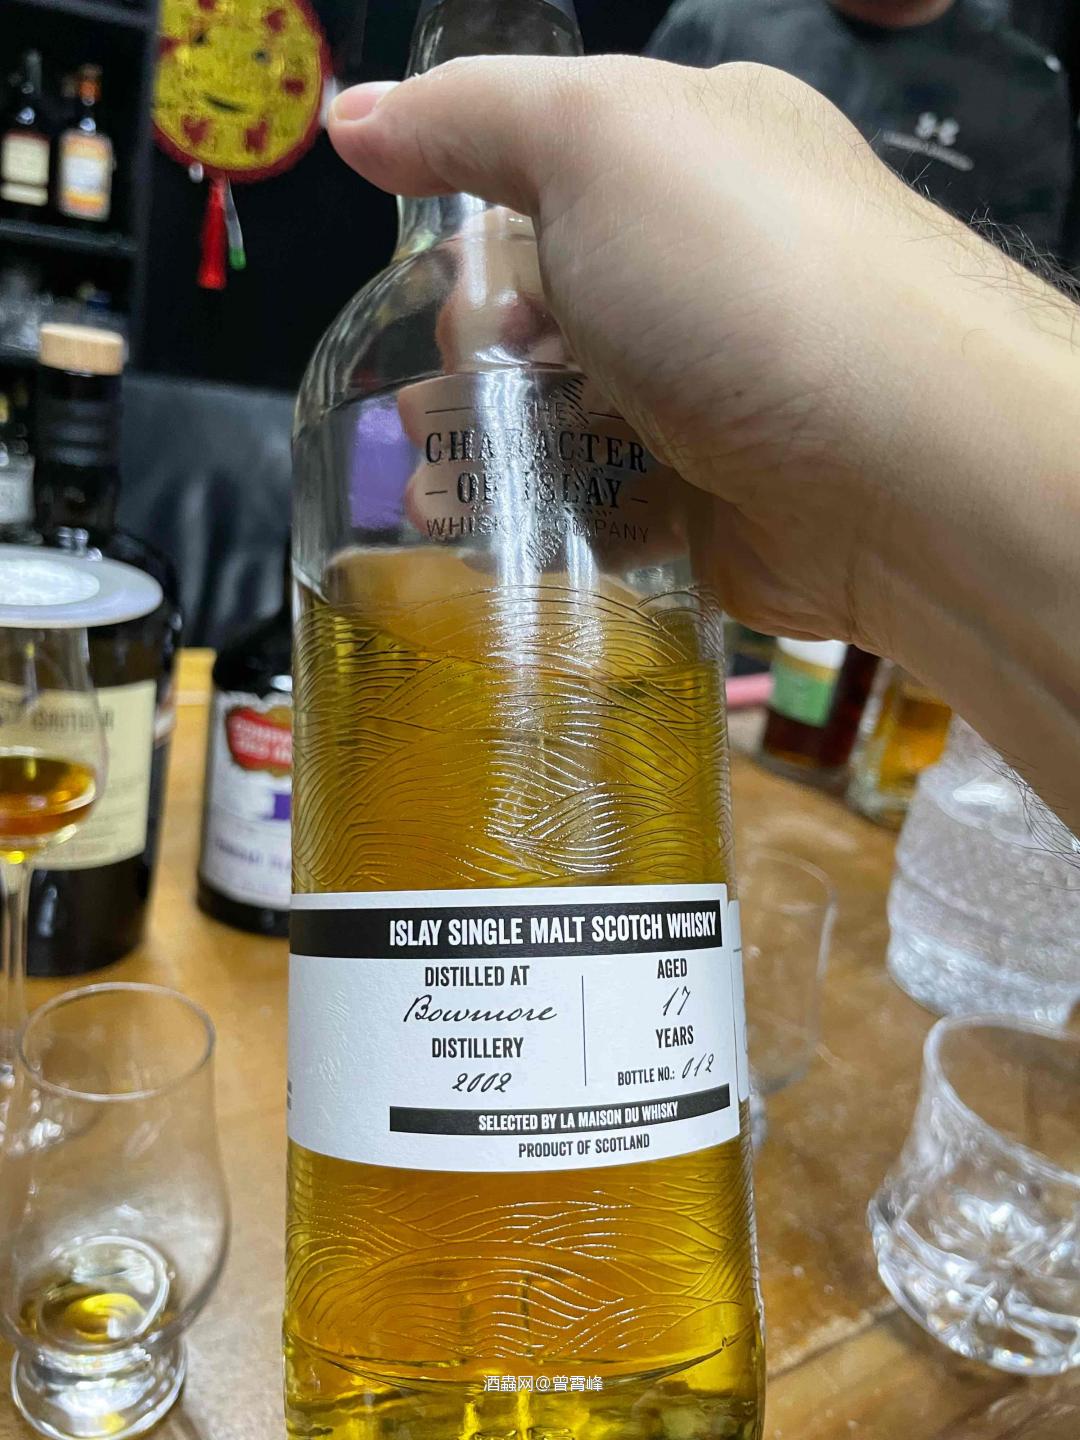 THE
CHARACTER
OF ISLAY
WHISKY COMPANY
ISLAY SINGLE MALT SCOTCH WHISKY
DISTILLED AT
Bowmore
DISTILLERY
2002
AGED
17
YEARS
BOTTLE NO.: 012
SELECTED BY LA MAISON DU WHISKY
PRODUCT OF SCOTLAND
酒蟲网@曾霄峰